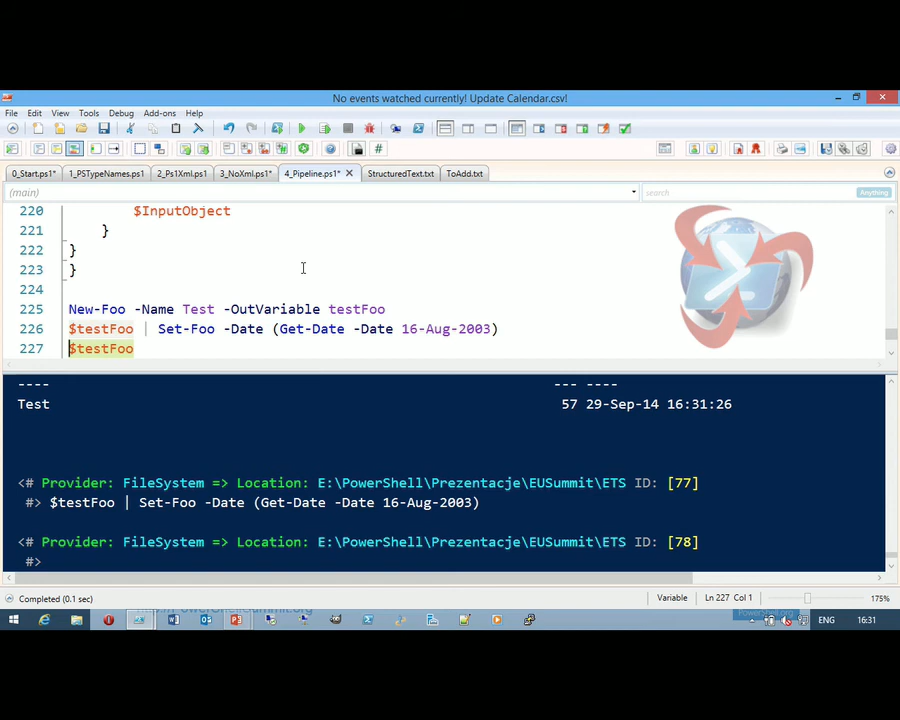 No events watched currently! Update Calendar.csv!
File Edit View Tools Debug Add-ons Help
0_Start.ps1* 1_PSTypeNames.ps1 2_Ps1Xml.ps1 3_NoXml.ps1* 4_Pipeline.ps1* StructuredText.txt ToAdd.txt
(main) search Anything
220 $InputObject
221 }
222 }
223 }
224
225 New-Foo -Name Test -OutVariable testFoo
226 $testFoo | Set-Foo -Date (Get-Date -Date 16-Aug-2003)
227 $testFoo
---- --- ----
Test 57 29-Sep-14 16:31:26
<# Provider: FileSystem => Location: E:\PowerShell\Prezentacje\EUSummit\ETS ID: [77]
#> $testFoo | Set-Foo -Date (Get-Date -Date 16-Aug-2003)
<# Provider: FileSystem => Location: E:\PowerShell\Prezentacje\EUSummit\ETS ID: [78]
#>
Completed (0.1 sec) Variable Ln 227 Col 1 175%
ENG 16:31